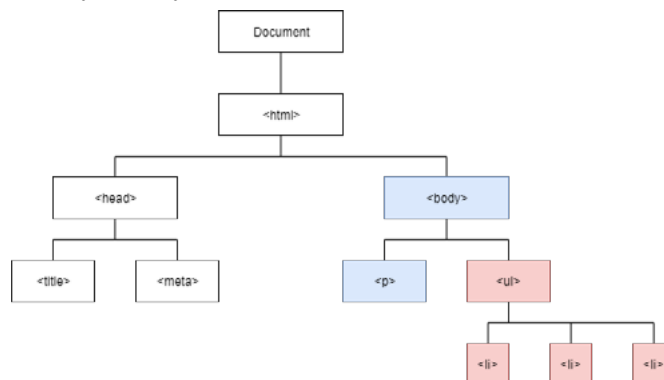 Document
<html>
<head>
<body>
<title>
<meta>
<p>
<ul>
<li>
<li>
<li>